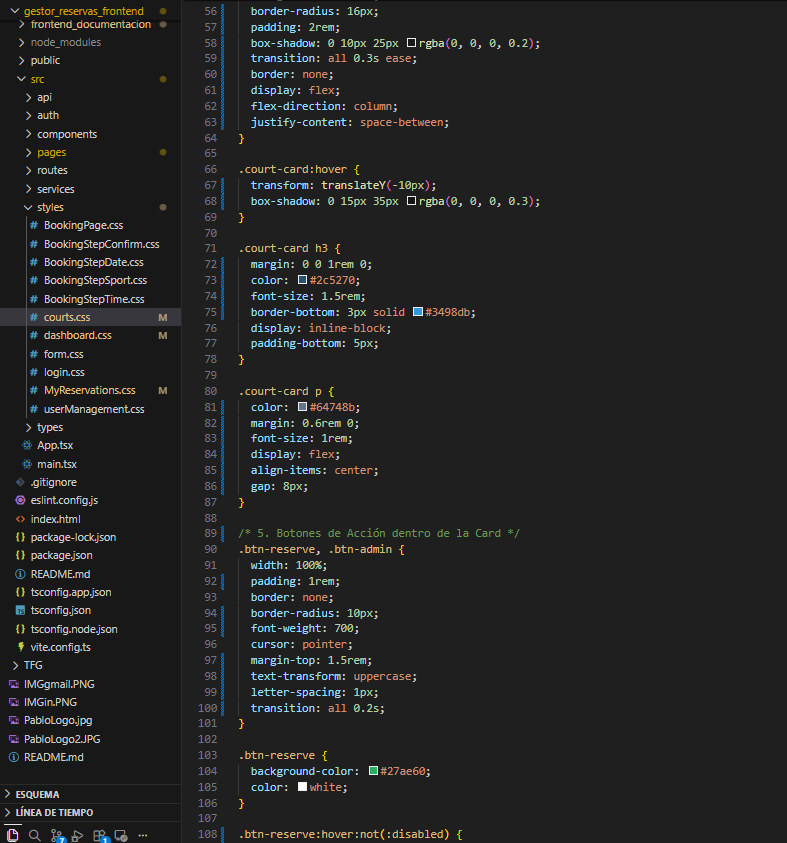 gestor_reservas_frontend
frontend_documentacion
node_modules
public
src
api
auth
components
pages
routes
services
styles
# BookingPage.css
# BookingStepConfirm.css
# BookingStepDate.css
# BookingStepSport.css
# BookingStepTime.css
# courts.css M
# dashboard.css M
# form.css
# login.css
# MyReservations.css M
# userManagement.css
types
App.tsx
main.tsx
.gitignore
eslint.config.js
<> index.html
{} package-lock.json
{} package.json
README.md
{} tsconfig.app.json
TS tsconfig.json
{} tsconfig.node.json
vite.config.ts
TFG
IMGgmail.PNG
IMGin.PNG
PabloLogo.jpg
PabloLogo2.JPG
README.md
ESQUEMA
LÍNEA DE TIEMPO
7
1
56 border-radius: 16px;
57 padding: 2rem;
58 box-shadow: 0 10px 25px rgba(0, 0, 0, 0.2);
59 transition: all 0.3s ease;
60 border: none;
61 display: flex;
62 flex-direction: column;
63 justify-content: space-between;
64 }
65
66 .court-card:hover {
67 transform: translateY(-10px);
68 box-shadow: 0 15px 35px rgba(0, 0, 0, 0.3);
69 }
70
71 .court-card h3 {
72 margin: 0 0 1rem 0;
73 color: #2c5270;
74 font-size: 1.5rem;
75 border-bottom: 3px solid #3498db;
76 display: inline-block;
77 padding-bottom: 5px;
78 }
79
80 .court-card p {
81 color: #64748b;
82 margin: 0.6rem 0;
83 font-size: 1rem;
84 display: flex;
85 align-items: center;
86 gap: 8px;
87 }
88
89 /* 5. Botones de Acción dentro de la Card */
90 .btn-reserve, .btn-admin {
91 width: 100%;
92 padding: 1rem;
93 border: none;
94 border-radius: 10px;
95 font-weight: 700;
96 cursor: pointer;
97 margin-top: 1.5rem;
98 text-transform: uppercase;
99 letter-spacing: 1px;
100 transition: all 0.2s;
101 }
102
103 .btn-reserve {
104 background-color: #27ae60;
105 color: white;
106 }
107
108 .btn-reserve:hover:not(:disabled) {